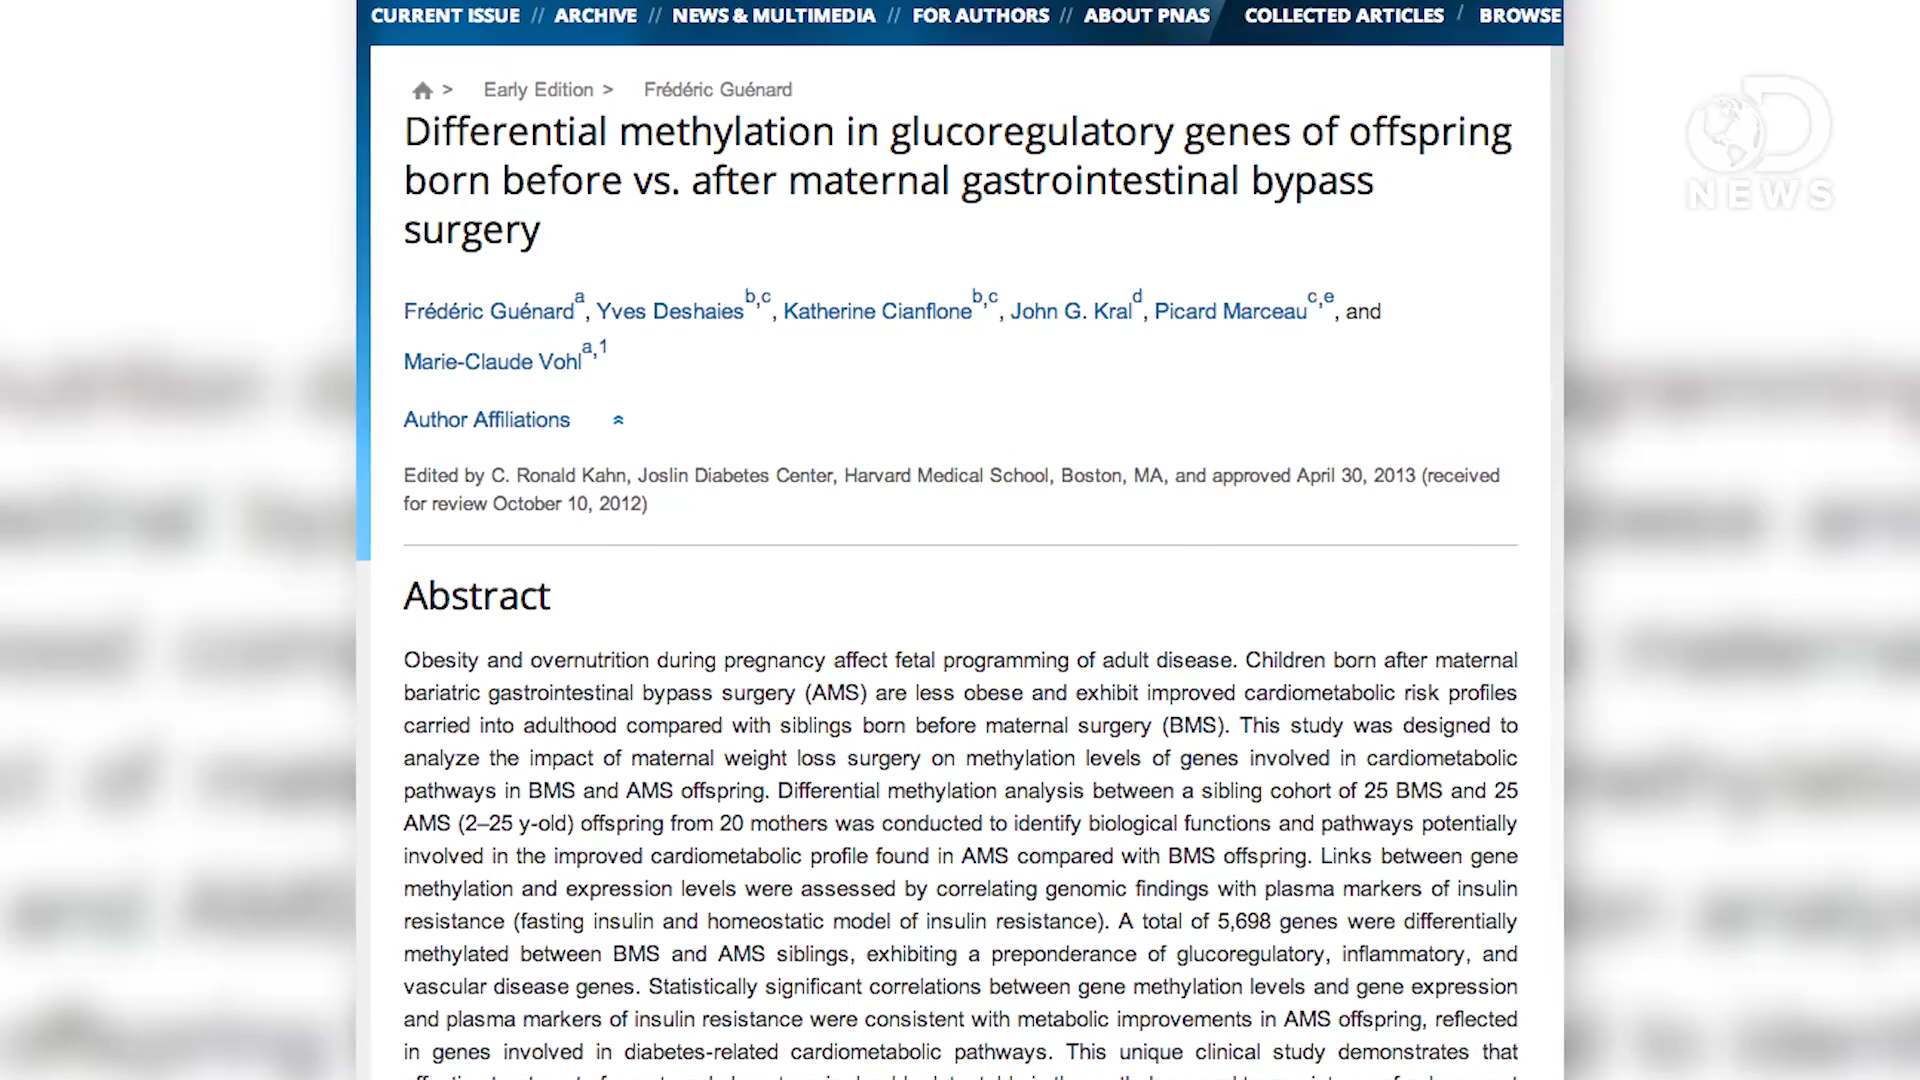 CURRENT ISSUE // ARCHIVE // NEWS & MULTIMEDIA // FOR AUTHORS // ABOUT PNAS COLLECTED ARTICLES / BROWSE
> Early Edition > Frédéric Guénard
Differential methylation in glucoregulatory genes of offspring
born before vs. after maternal gastrointestinal bypass
surgery
Frédéric Guénard a, Yves Deshaies b,c, Katherine Cianflone b,c, John G. Kral d, Picard Marceau c,e, and
Marie-Claude Vohl a,1
Author Affiliations
Edited by C. Ronald Kahn, Joslin Diabetes Center, Harvard Medical School, Boston, MA, and approved April 30, 2013 (received
for review October 10, 2012)
Abstract
Obesity and overnutrition during pregnancy affect fetal programming of adult disease. Children born after maternal
bariatric gastrointestinal bypass surgery (AMS) are less obese and exhibit improved cardiometabolic risk profiles
carried into adulthood compared with siblings born before maternal surgery (BMS). This study was designed to
analyze the impact of maternal weight loss surgery on methylation levels of genes involved in cardiometabolic
pathways in BMS and AMS offspring. Differential methylation analysis between a sibling cohort of 25 BMS and 25
AMS (2–25 y-old) offspring from 20 mothers was conducted to identify biological functions and pathways potentially
involved in the improved cardiometabolic profile found in AMS compared with BMS offspring. Links between gene
methylation and expression levels were assessed by correlating genomic findings with plasma markers of insulin
resistance (fasting insulin and homeostatic model of insulin resistance). A total of 5,698 genes were differentially
methylated between BMS and AMS siblings, exhibiting a preponderance of glucoregulatory, inflammatory, and
vascular disease genes. Statistically significant correlations between gene methylation levels and gene expression
and plasma markers of insulin resistance were consistent with metabolic improvements in AMS offspring, reflected
in genes involved in diabetes-related cardiometabolic pathways. This unique clinical study demonstrates that
D
NEWS